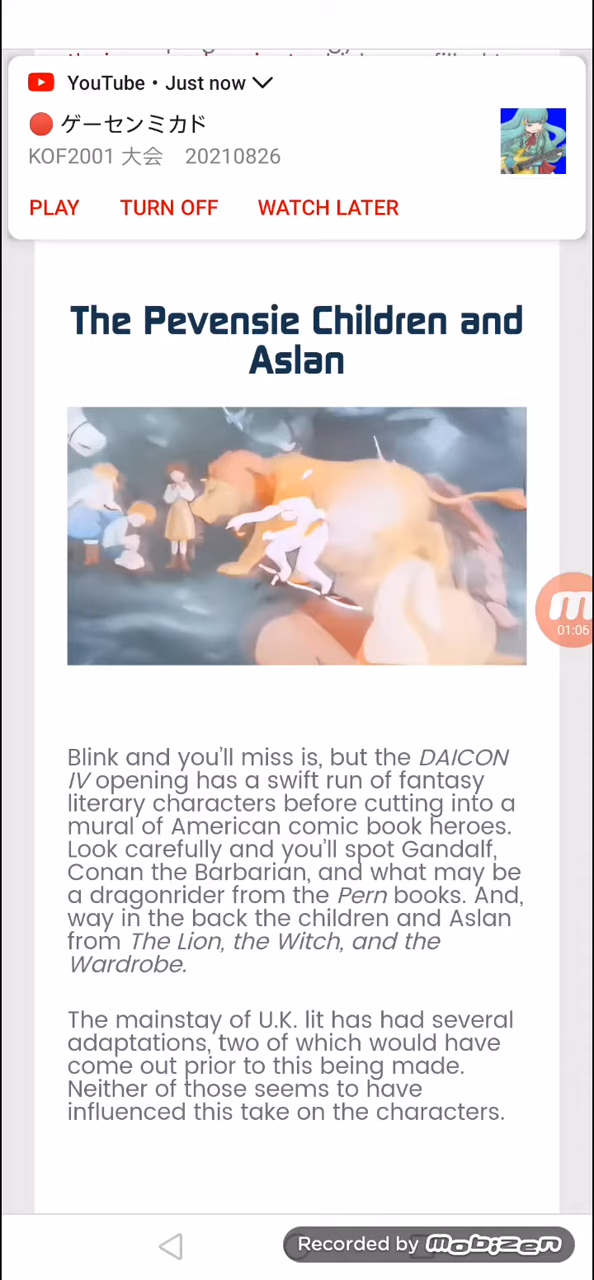 YouTube • Just now
🔴 ゲーセンミカド
KOF2001 大会 20210826
PLAY TURN OFF WATCH LATER
The Pevensie Children and
Aslan
01:05
Blink and you'll miss is, but the DAICON
IV opening has a swift run of fantasy
literary characters before cutting into a
mural of American comic book heroes.
Look carefully and you'll spot Gandalf,
Conan the Barbarian, and what may be
a dragonrider from the Pern books. And,
way in the back the children and Aslan
from The Lion, the Witch, and the
Wardrobe.
The mainstay of U.K. lit has had several
adaptations, two of which would have
come out prior to this being made.
Neither of those seems to have
influenced this take on the characters.
Recorded by mobizen